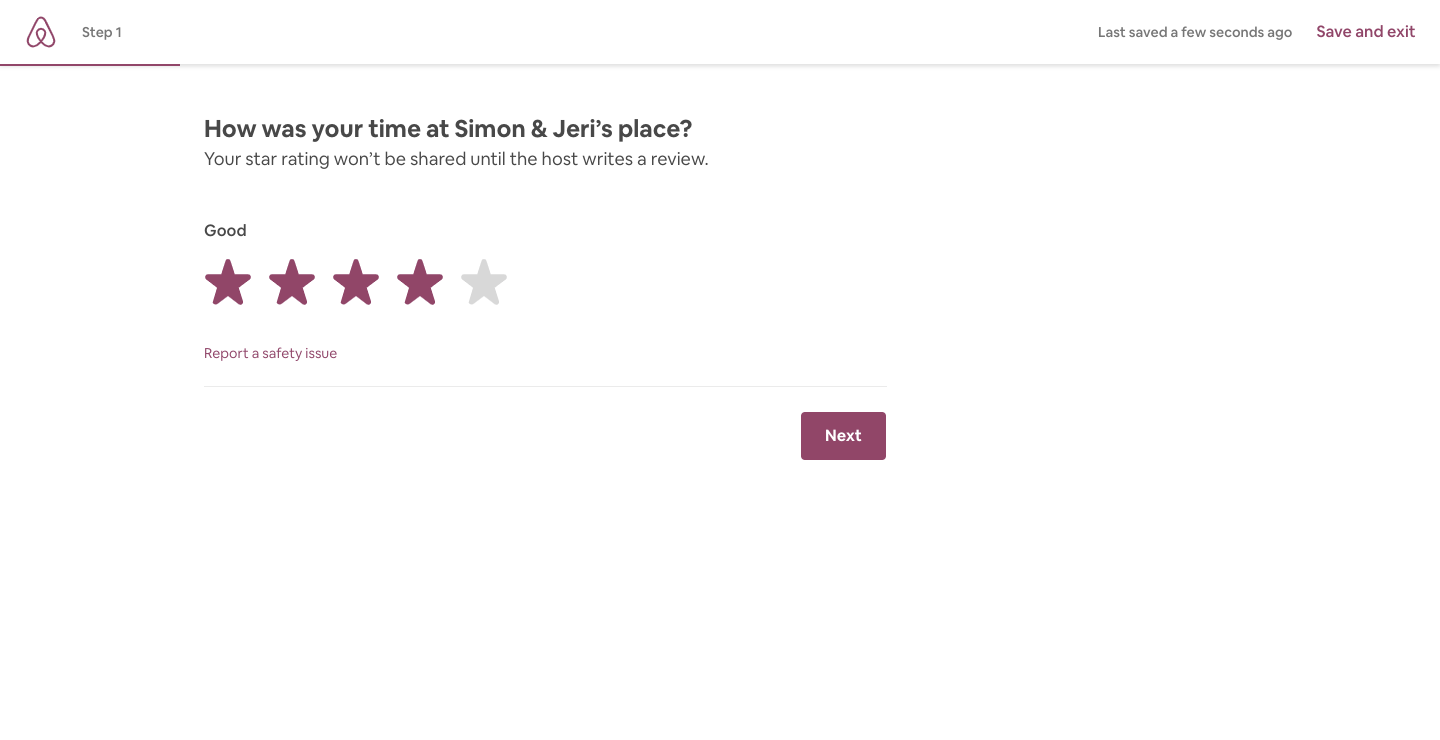 Step 1
Last saved a few seconds ago
Save and exit
How was your time at Simon & Jeri’s place?
Your star rating won’t be shared until the host writes a review.
Good
Report a safety issue
Next